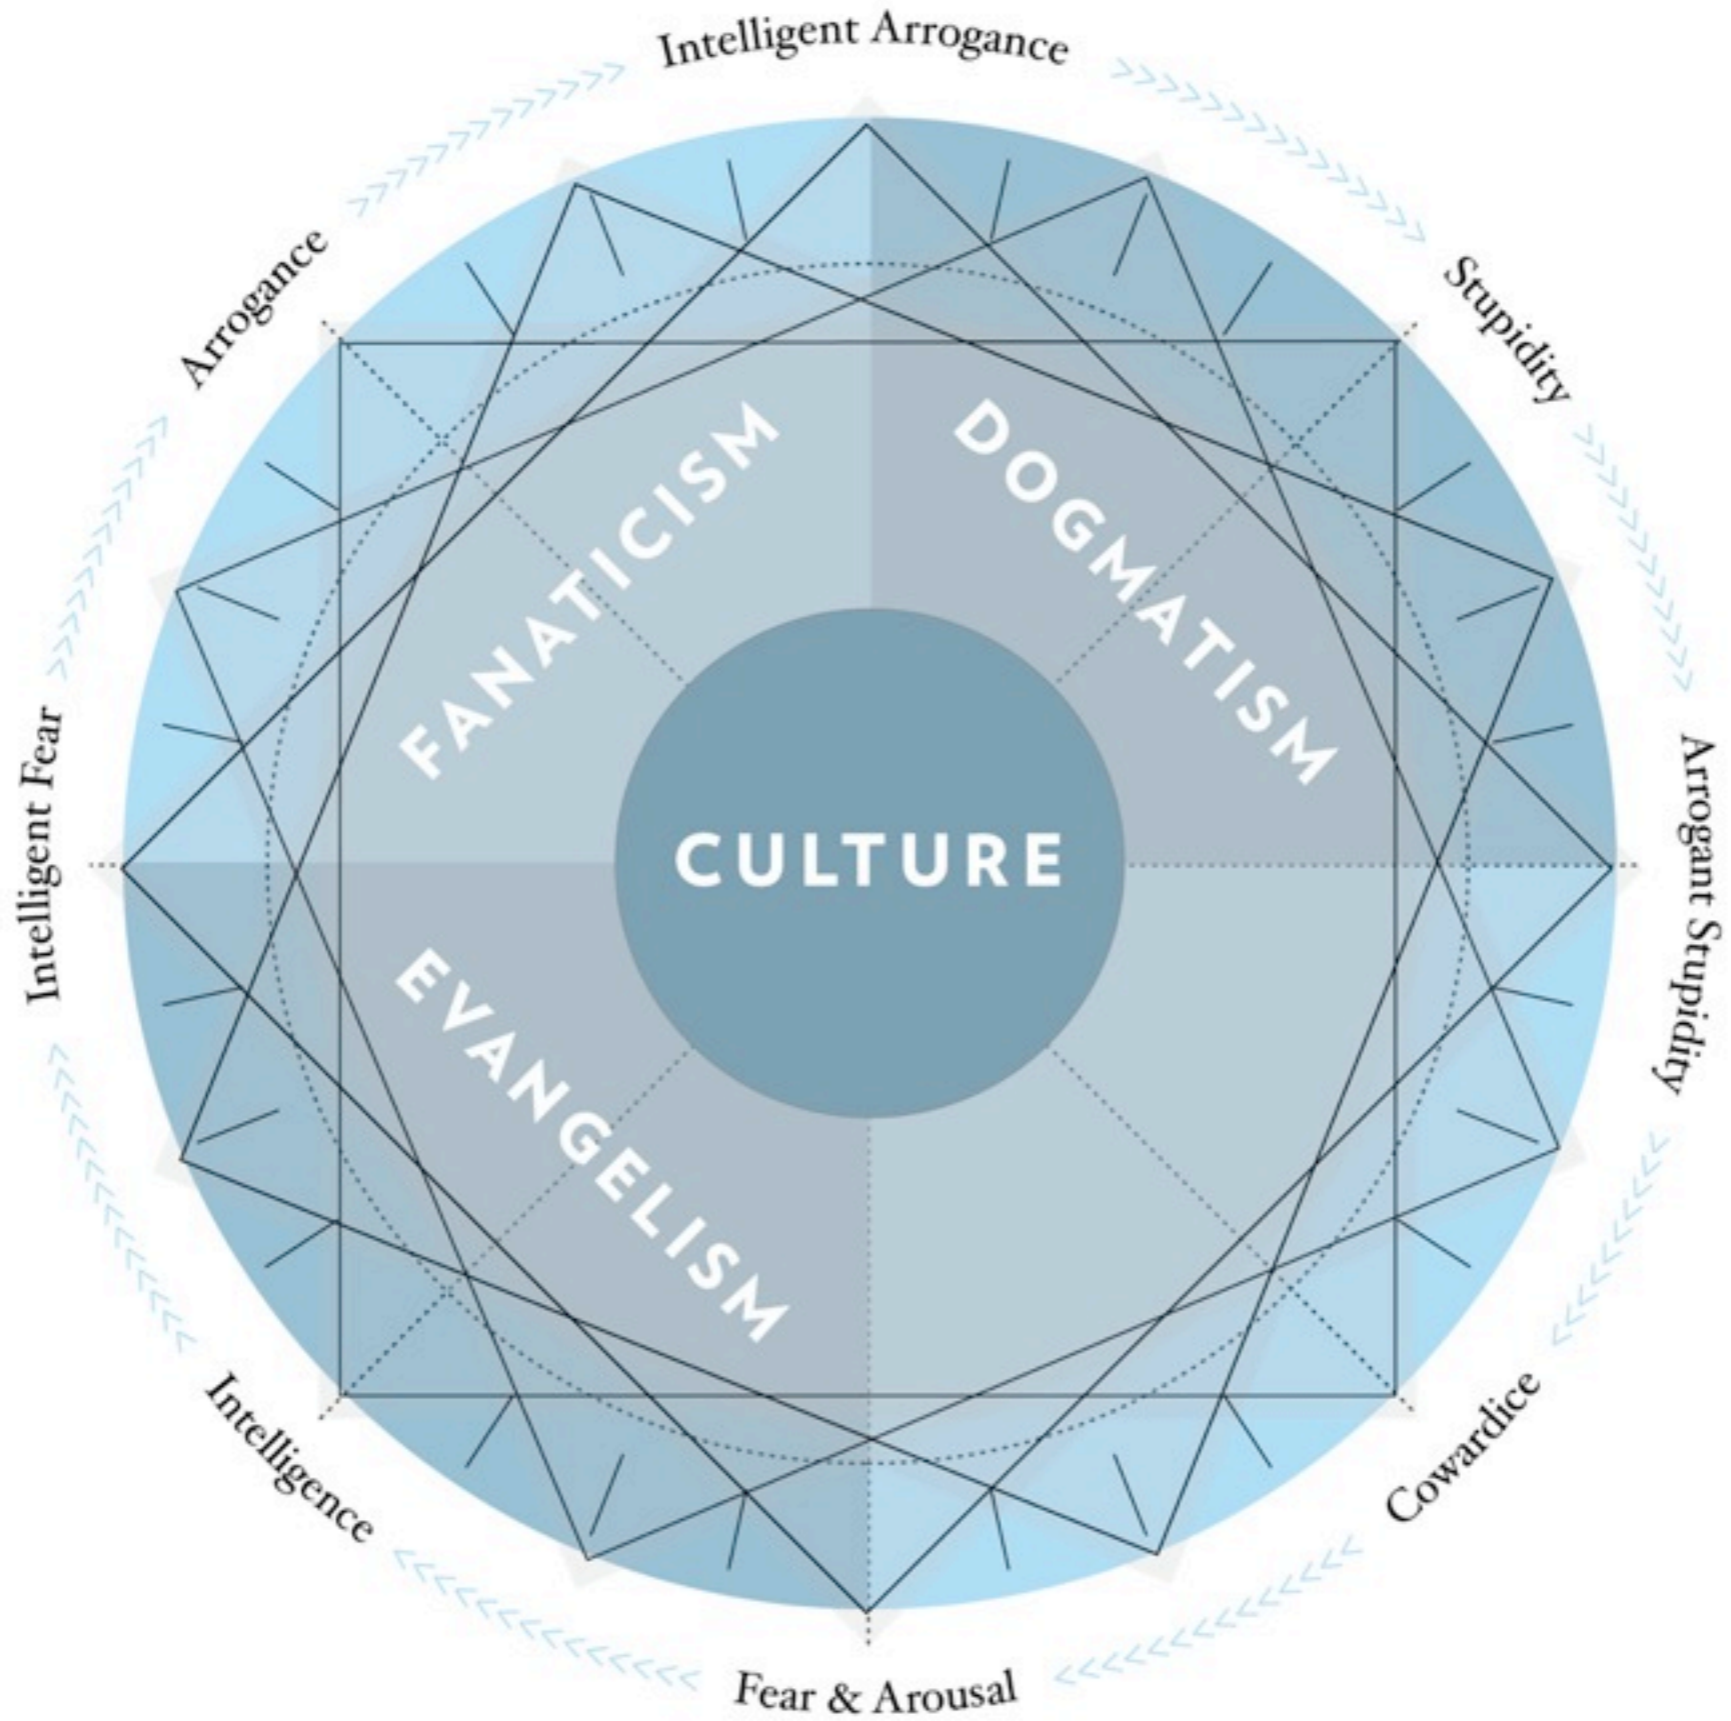 Intelligent Arrogance
Stupidity
Arrogant Stupidity
Cowardice
Fear & Arousal
Intelligence
Intelligent Fear
Arrogance
FANATICISM
DOGMATISM
CULTURE
EVANGELISM